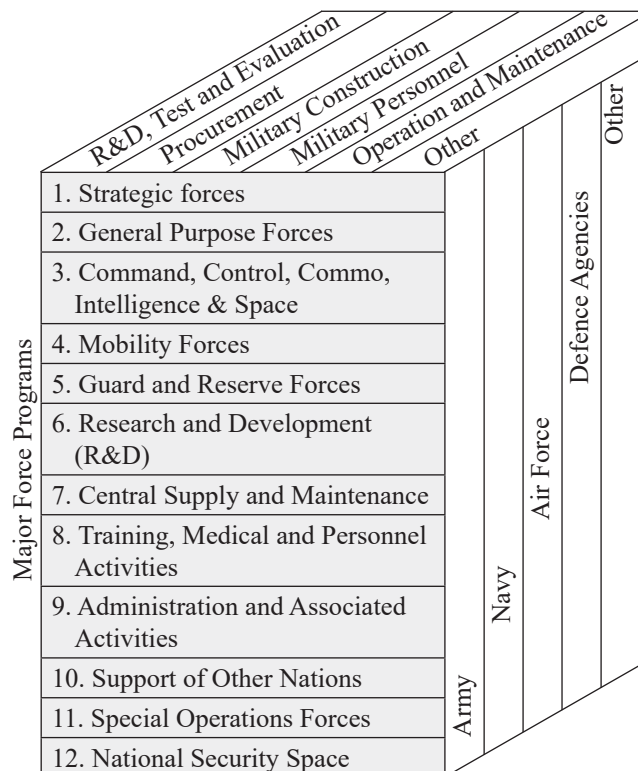 R&D, Test and Evaluation
Procurement
Military Construction
Military Personnel
Operation and Maintenance
Other
Major Force Programs
1. Strategic forces
2. General Purpose Forces
3. Command, Control, Commo,
Intelligence & Space
4. Mobility Forces
5. Guard and Reserve Forces
6. Research and Development
(R&D)
7. Central Supply and Maintenance
8. Training, Medical and Personnel
Activities
9. Administration and Associated
Activities
10. Support of Other Nations
11. Special Operations Forces
12. National Security Space
Army
Navy
Air Force
Defence Agencies
Other